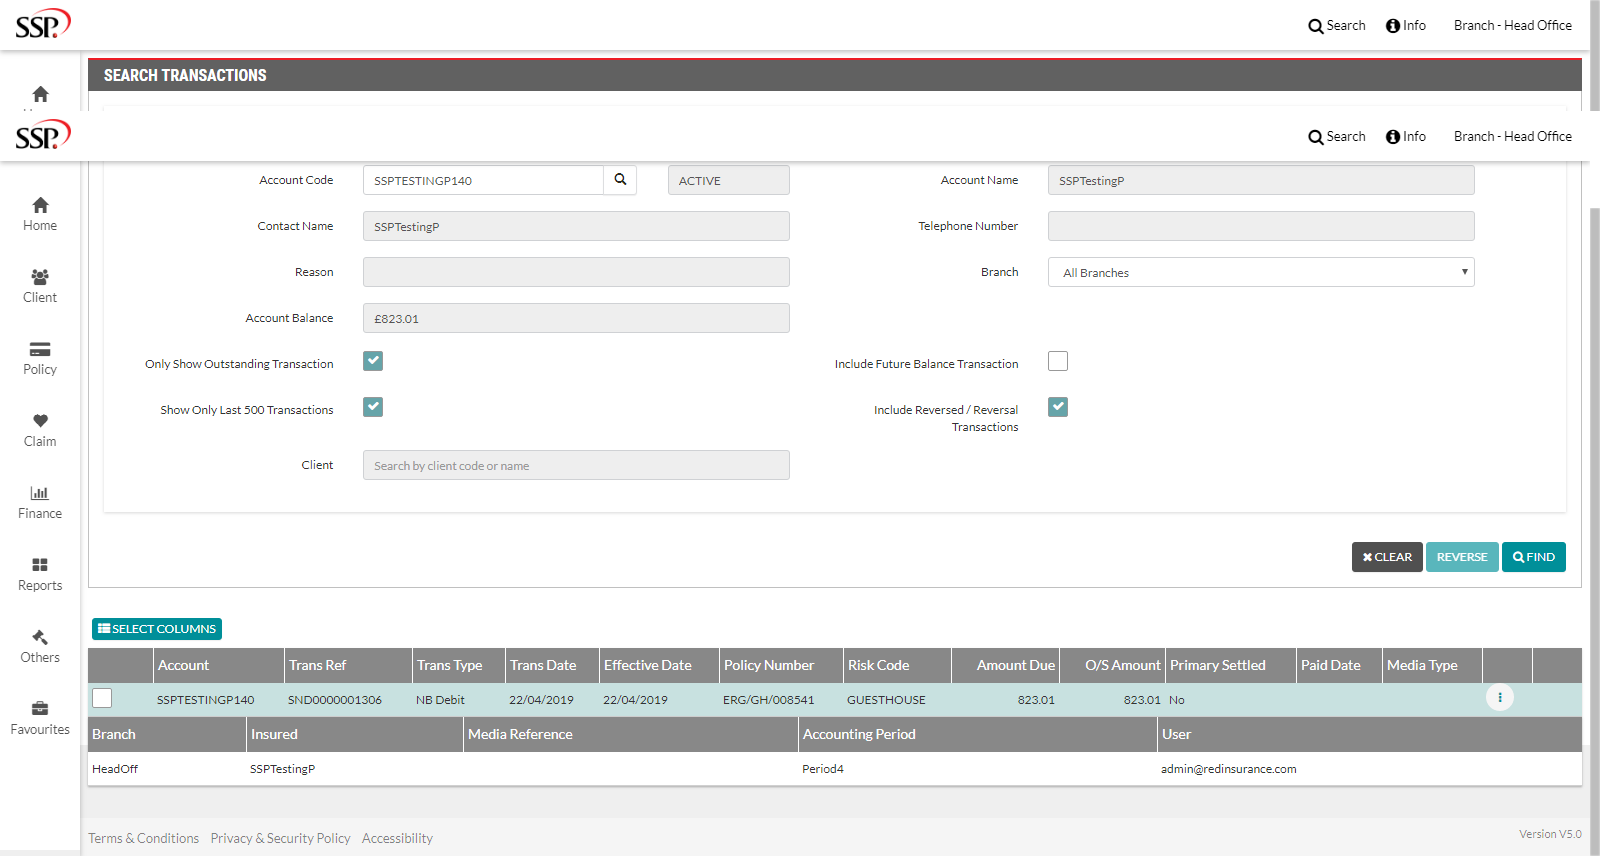 SSP.
Search Info Branch - Head Office
SEARCH TRANSACTIONS
SSP.
Search Info Branch - Head Office
Account Code SSPTESTINGP140 ACTIVE Account Name SSPTestingP
Home
Contact Name SSPTestingP Telephone Number
Reason Branch All Branches
Client
Account Balance £823.01
Only Show Outstanding Transaction Include Future Balance Transaction
Policy
Show Only Last 500 Transactions Include Reversed / Reversal
Transactions
Claim
Client Search by client code or name
Finance
CLEAR REVERSE FIND
Reports
SELECT COLUMNS
Others
Account Trans Ref Trans Type Trans Date Effective Date Policy Number Risk Code Amount Due O/S Amount Primary Settled Paid Date Media Type
SSPTESTINGP140 SND0000001306 NB Debit 22/04/2019 22/04/2019 ERG/GH/008541 GUESTHOUSE 823.01 823.01 No
Favourites
Branch Insured Media Reference Accounting Period User
HeadOff SSPTestingP Period4 admin@redinsurance.com
Terms & Conditions Privacy & Security Policy Accessibility Version V5.0